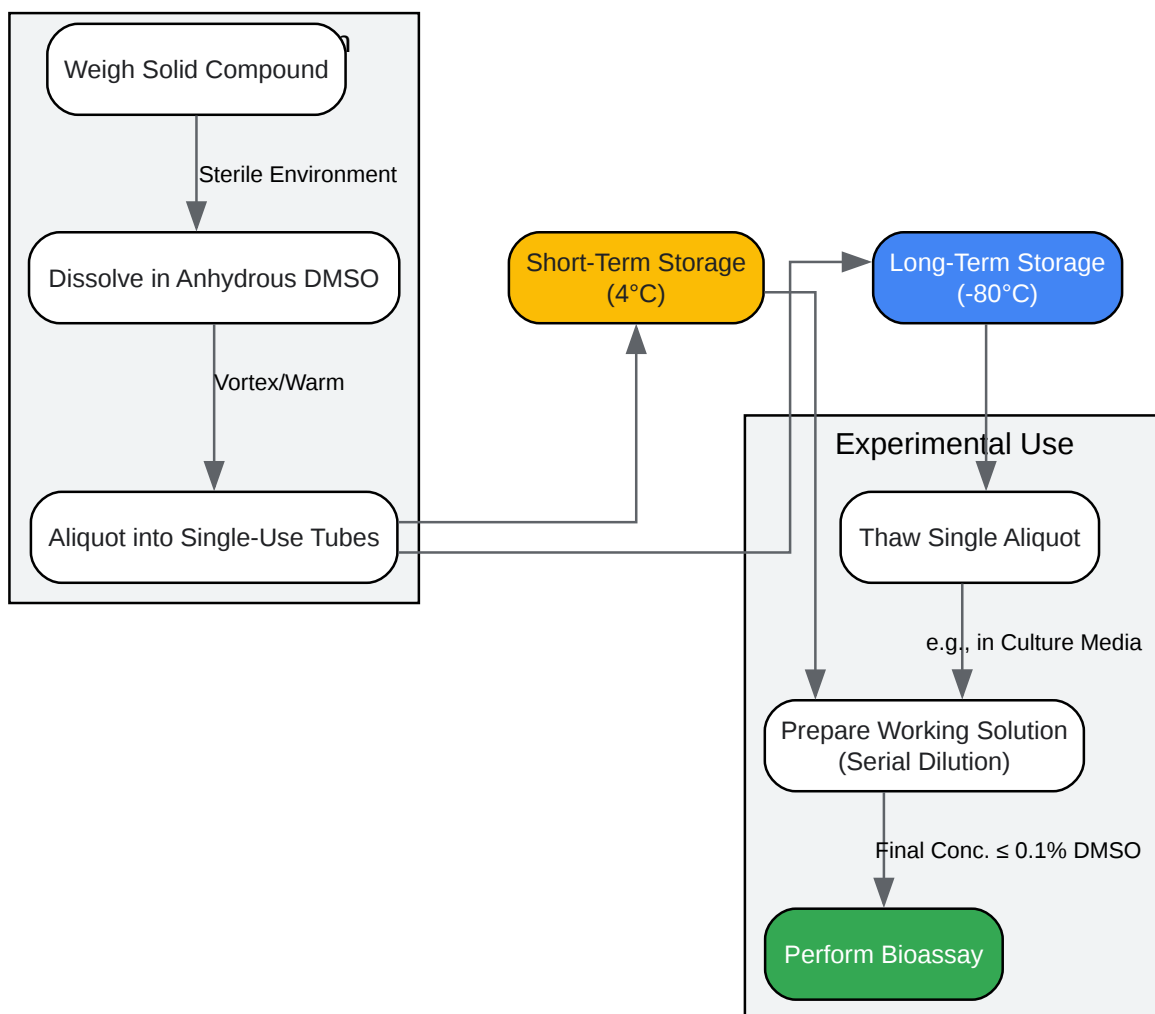 Weigh Solid Compound
Sterile Environment
Dissolve in Anhydrous DMSO
Vortex/Warm
Aliquot into Single-Use Tubes
Short-Term Storage
(4°C)
Long-Term Storage
(-80°C)
Experimental Use
Thaw Single Aliquot
e.g., in Culture Media
Prepare Working Solution
(Serial Dilution)
Final Conc. ≤ 0.1% DMSO
Perform Bioassay